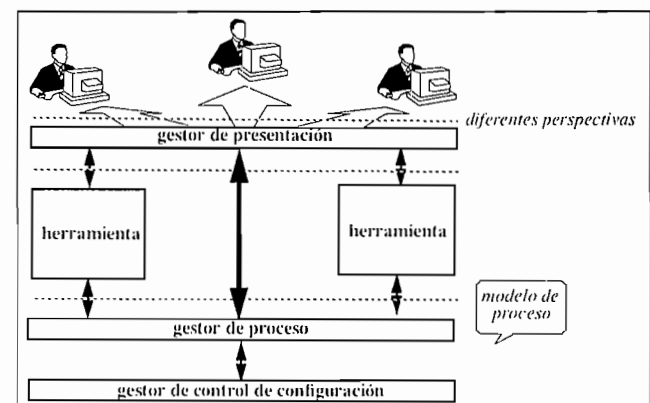 diferentes perspectivas
gestor de presentación
herramienta
herramienta
modelo de
proceso
gestor de proceso
gestor de control de configuración